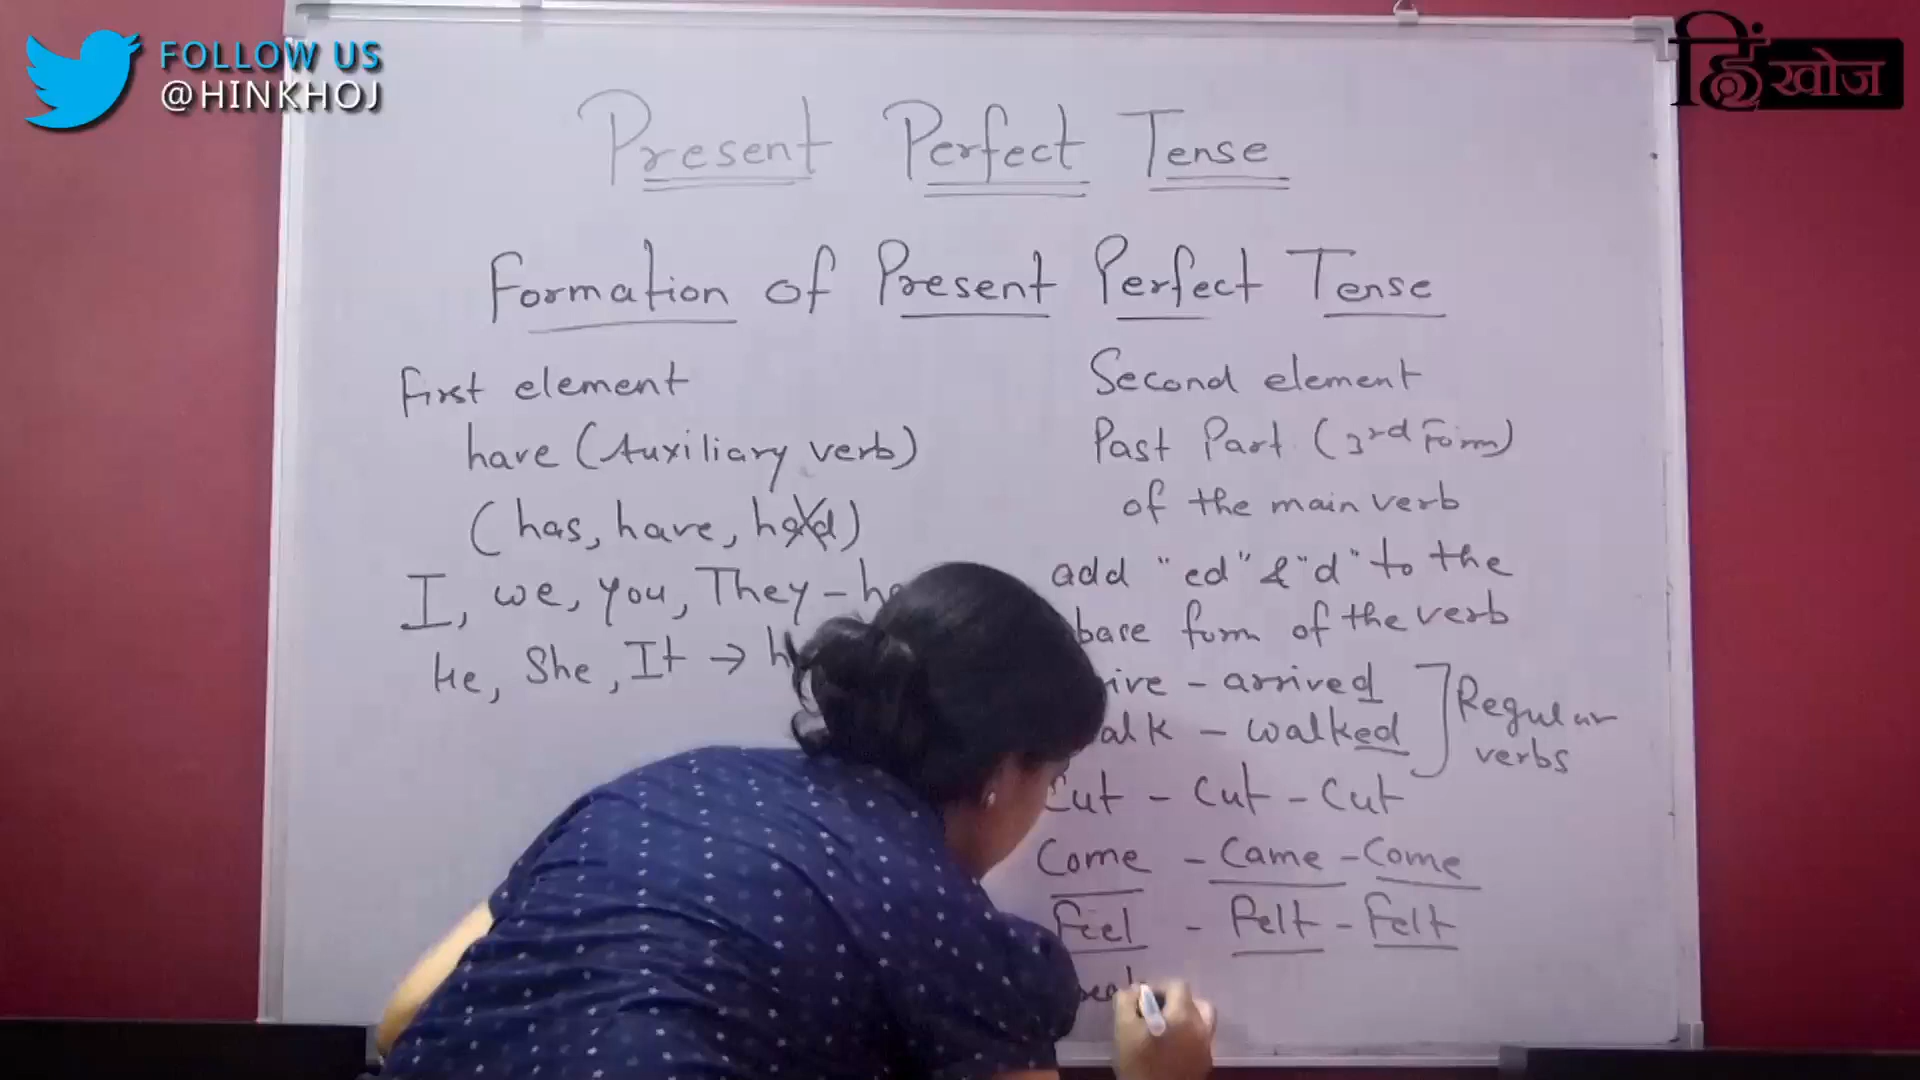 FOLLOW US
@HINKHOJ
हिंखोज
Present Perfect Tense
Formation of Present Perfect Tense
First element
have (Auxiliary verb)
(has, have, had)
I, we, you, They -
He, She, It →
Second element
Past Part (3rd Form)
of the main verb
add "ed" & "d" to the
base form of the verb
- arrived
- walked
Regular
verbs
Cut - Cut - Cut
Come - Came - Come
Feel - Felt - Felt